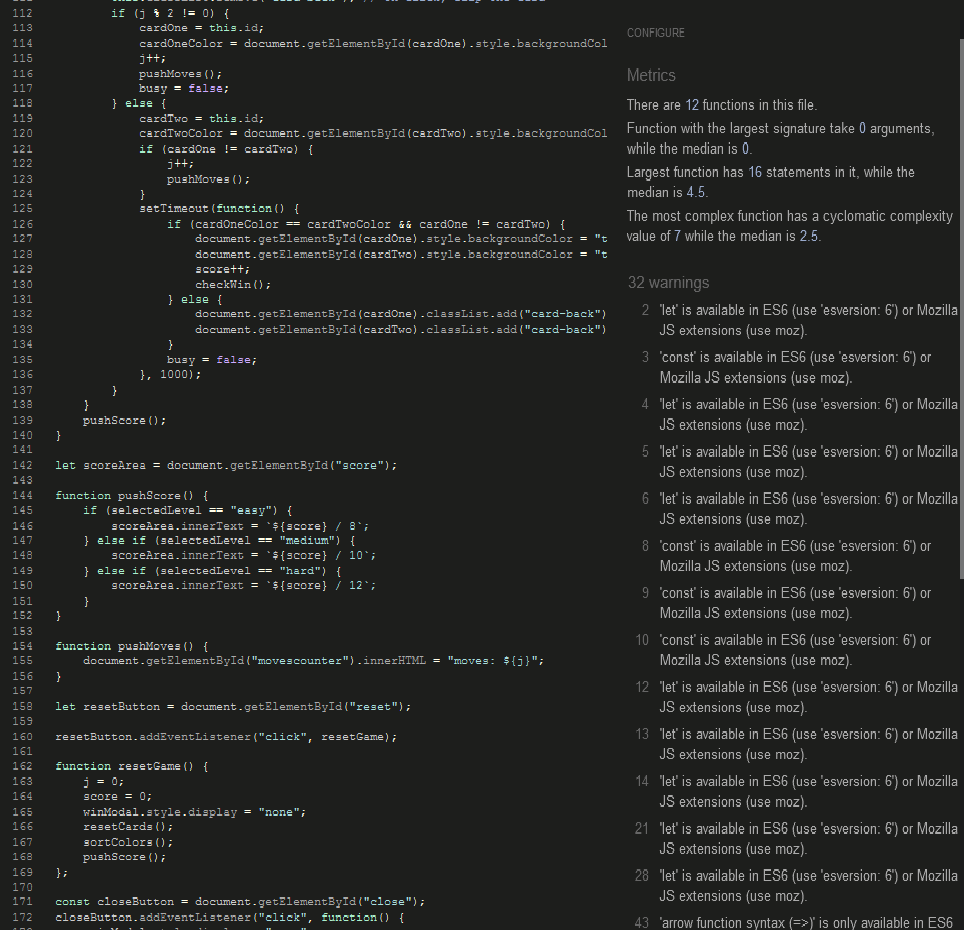 112 if (j % 2 != 0) {
113 cardOne = this.id;
114 cardOneColor = document.getElementById(cardOne).style.backgroundCol
115 j++;
116 pushMoves();
117 busy = false;
118 } else {
119 cardTwo = this.id;
120 cardTwoColor = document.getElementById(cardTwo).style.backgroundCol
121 if (cardOne != cardTwo) {
122 j++;
123 pushMoves();
124 }
125 setTimeout(function() {
126 if (cardOneColor == cardTwoColor && cardOne != cardTwo) {
127 document.getElementById(cardOne).style.backgroundColor = "t
128 document.getElementById(cardTwo).style.backgroundColor = "t
129 score++;
130 checkWin();
131 } else {
132 document.getElementById(cardOne).classList.add("card-back")
133 document.getElementById(cardTwo).classList.add("card-back")
134 }
135 busy = false;
136 }, 1000);
137 }
138 }
139 pushScore();
140 }
141
142 let scoreArea = document.getElementById("score");
143
144 function pushScore() {
145 if (selectedLevel == "easy") {
146 scoreArea.innerText = `${score} / 8`;
147 } else if (selectedLevel == "medium") {
148 scoreArea.innerText = `${score} / 10`;
149 } else if (selectedLevel == "hard") {
150 scoreArea.innerText = `${score} / 12`;
151 }
152 }
153
154 function pushMoves() {
155 document.getElementById("movescounter").innerHTML = "moves: ${j}";
156 }
157
158 let resetButton = document.getElementById("reset");
159
160 resetButton.addEventListener("click", resetGame);
161
162 function resetGame() {
163 j = 0;
164 score = 0;
165 winModal.style.display = "none";
166 resetCards();
167 sortColors();
168 pushScore();
169 };
170
171 const closeButton = document.getElementById("close");
172 closeButton.addEventListener("click", function() {
CONFIGURE
Metrics
There are 12 functions in this file.
Function with the largest signature take 0 arguments,
while the median is 0.
Largest function has 16 statements in it, while the
median is 4.5.
The most complex function has a cyclomatic complexity
value of 7 while the median is 2.5.
32 warnings
2 'let' is available in ES6 (use 'esversion: 6') or Mozilla
JS extensions (use moz).
3 'const' is available in ES6 (use 'esversion: 6') or
Mozilla JS extensions (use moz).
4 'let' is available in ES6 (use 'esversion: 6') or Mozilla
JS extensions (use moz).
5 'let' is available in ES6 (use 'esversion: 6') or Mozilla
JS extensions (use moz).
6 'let' is available in ES6 (use 'esversion: 6') or Mozilla
JS extensions (use moz).
8 'const' is available in ES6 (use 'esversion: 6') or
Mozilla JS extensions (use moz).
9 'const' is available in ES6 (use 'esversion: 6') or
Mozilla JS extensions (use moz).
10 'const' is available in ES6 (use 'esversion: 6') or
Mozilla JS extensions (use moz).
12 'let' is available in ES6 (use 'esversion: 6') or Mozilla
JS extensions (use moz).
13 'let' is available in ES6 (use 'esversion: 6') or Mozilla
JS extensions (use moz).
14 'let' is available in ES6 (use 'esversion: 6') or Mozilla
JS extensions (use moz).
21 'let' is available in ES6 (use 'esversion: 6') or Mozilla
JS extensions (use moz).
28 'let' is available in ES6 (use 'esversion: 6') or Mozilla
JS extensions (use moz).
43 'arrow function syntax (=>)' is only available in ES6